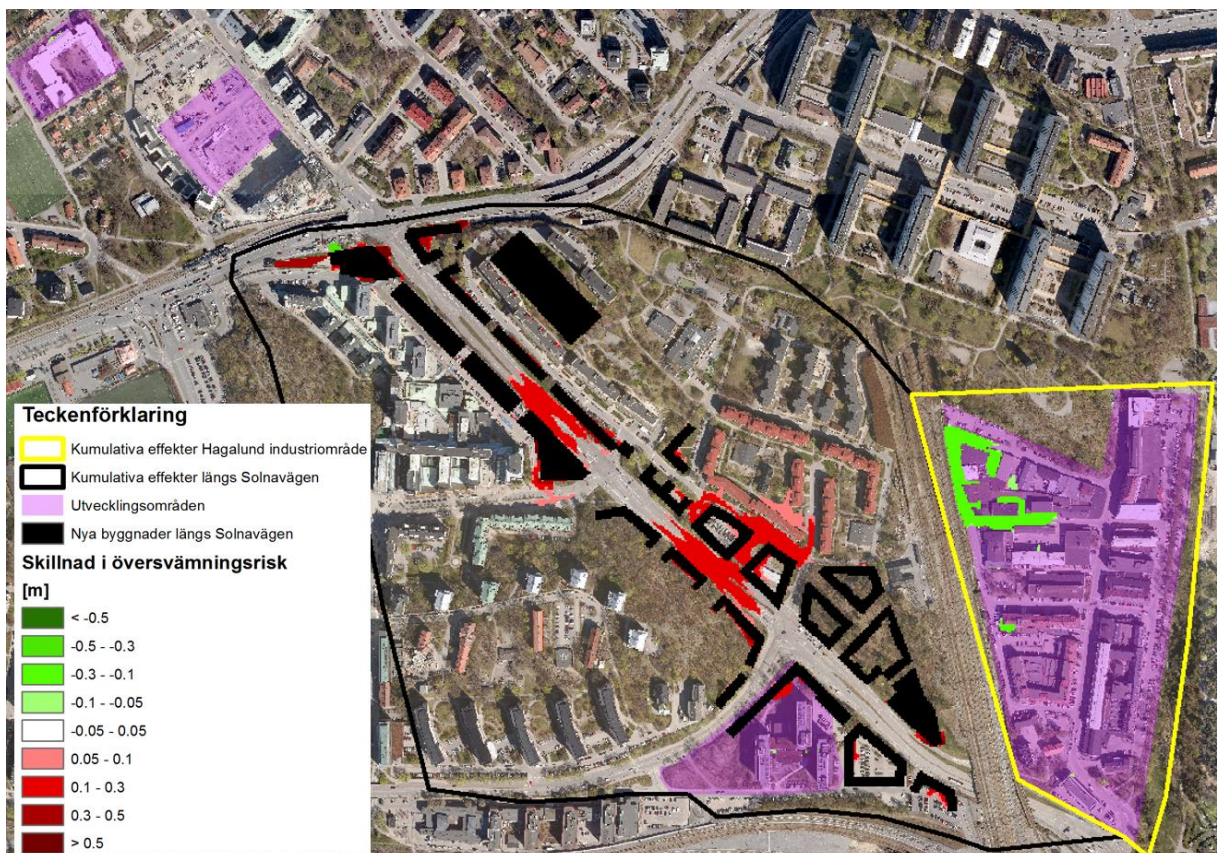 Teckenförklaring
Kumulativa effekter Hagalund industriområde
Kumulativa effekter längs Solnavägen
Utvecklingsområden
Nya byggnader längs Solnavägen
Skillnad i översvämningsrisk
[m]
< -0.5
-0.5 - -0.3
-0.3 - -0.1
-0.1 - -0.05
-0.05 - 0.05
0.05 - 0.1
0.1 - 0.3
0.3 - 0.5
> 0.5